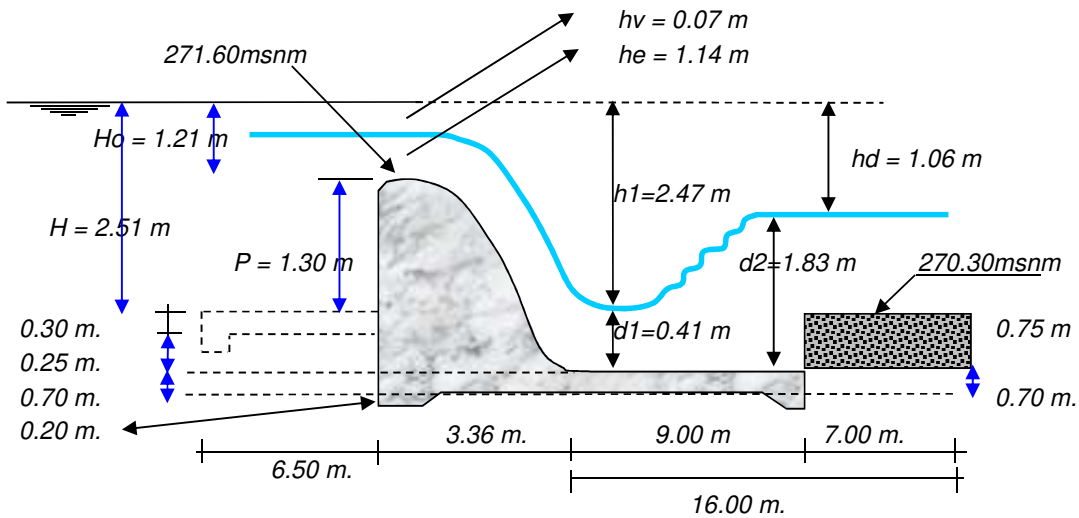 hv = 0.07 m
271.60msnm
he = 1.14 m
Ho = 1.21 m
hd = 1.06 m
h1=2.47 m
H = 2.51 m
P = 1.30 m
d2=1.83 m
270.30msnm
0.30 m.
d1=0.41 m
0.75 m
0.25 m.
0.70 m.
0.70 m.
0.20 m.
3.36 m.
9.00 m
7.00 m.
6.50 m.
16.00 m.